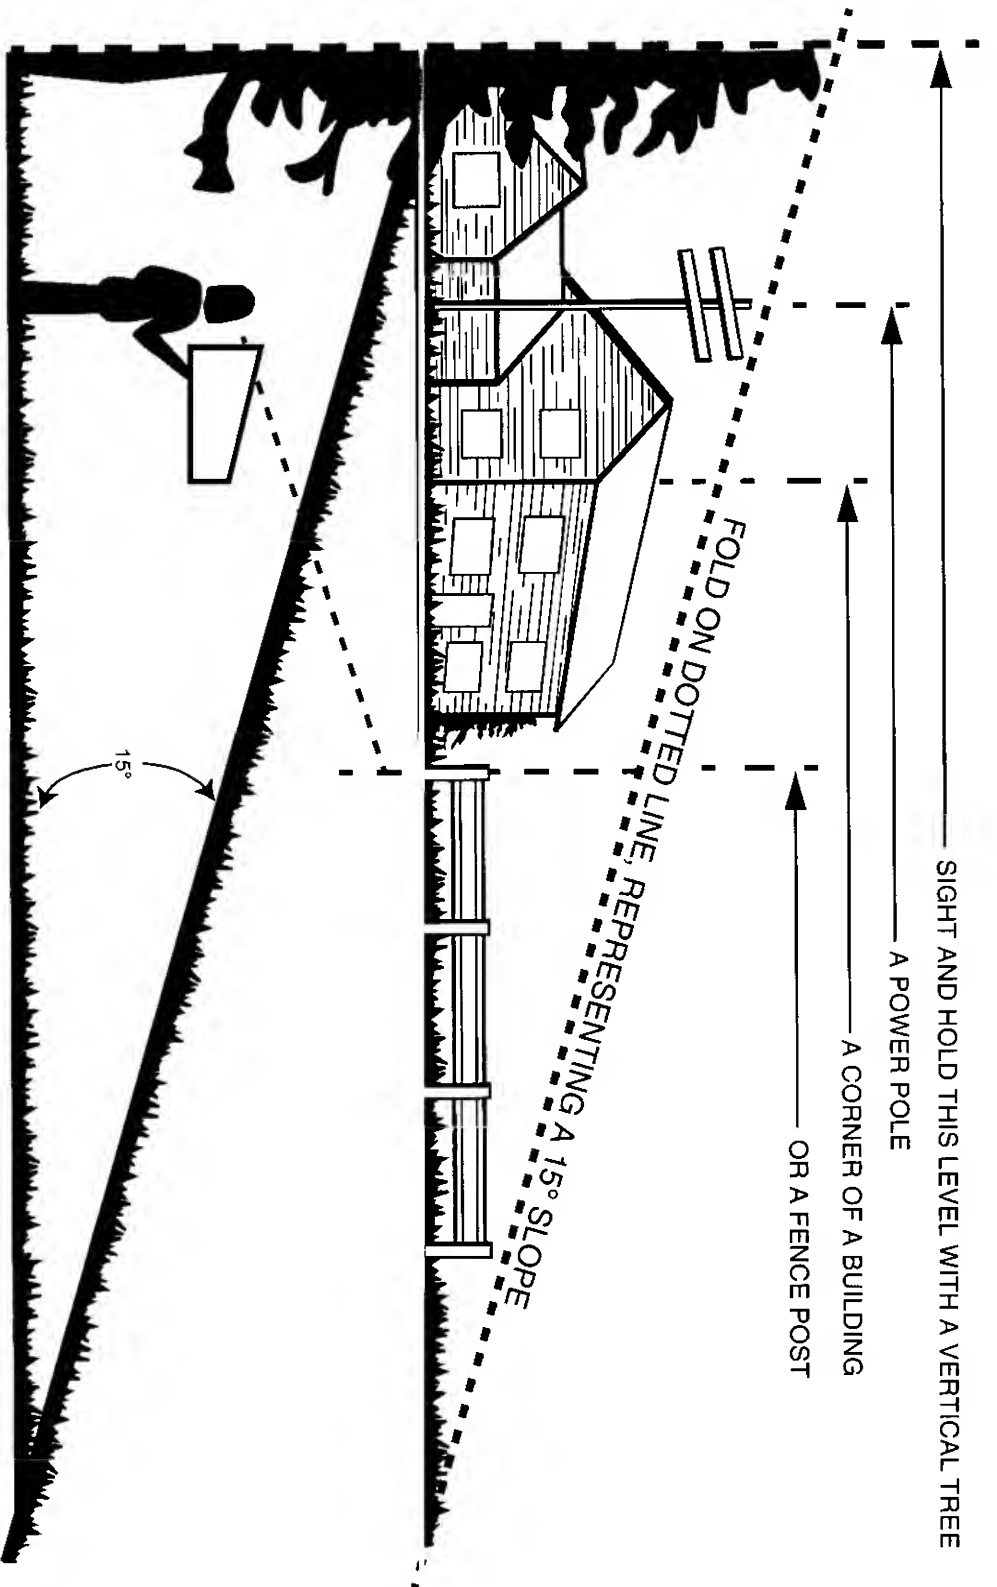 SIGHT AND HOLD THIS LEVEL WITH A VERTICAL TREE
A POWER POLE
A CORNER OF A BUILDING
OR A FENCE POST
FOLD ON DOTTED LINE, REPRESENTING A 15° SLOPE
15°